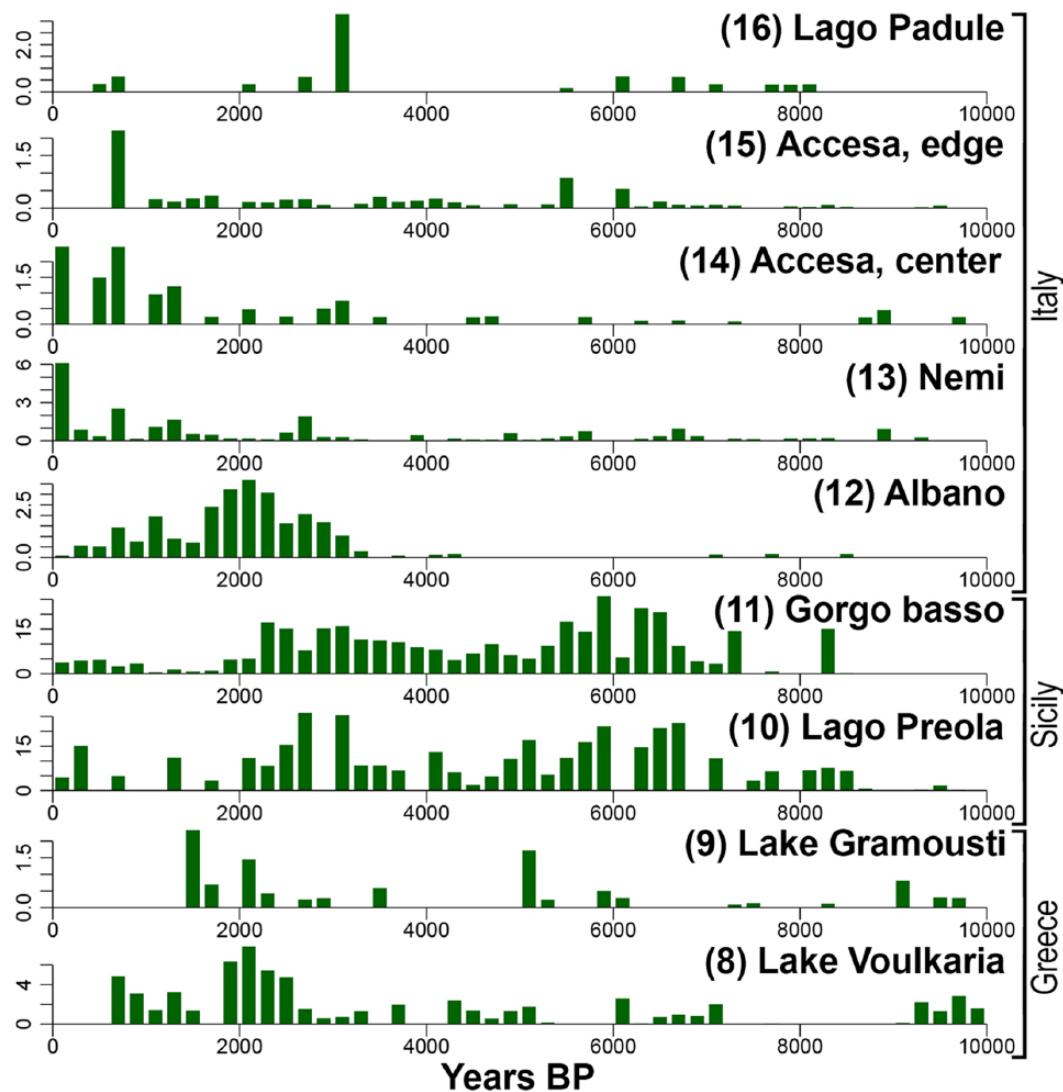 (16) Lago Padule
0.0 2.0
0 2000 4000 6000 8000 10000
(15) Accesa, edge
0.0 1.5
0 2000 4000 6000 8000 10000
(14) Accesa, center
0.0 1.5
0 2000 4000 6000 8000 10000
(13) Nemi
0 3 6
0 2000 4000 6000 8000 10000
(12) Albano
0.0 2.5
0 2000 4000 6000 8000 10000
Italy
(11) Gorgo basso
0 15
0 2000 4000 6000 8000 10000
(10) Lago Preola
0 15
0 2000 4000 6000 8000 10000
Sicily
(9) Lake Gramousti
0.0 1.5
0 2000 4000 6000 8000 10000
(8) Lake Voulkaria
0 4
0 2000 4000 6000 8000 10000
Greece
Years BP